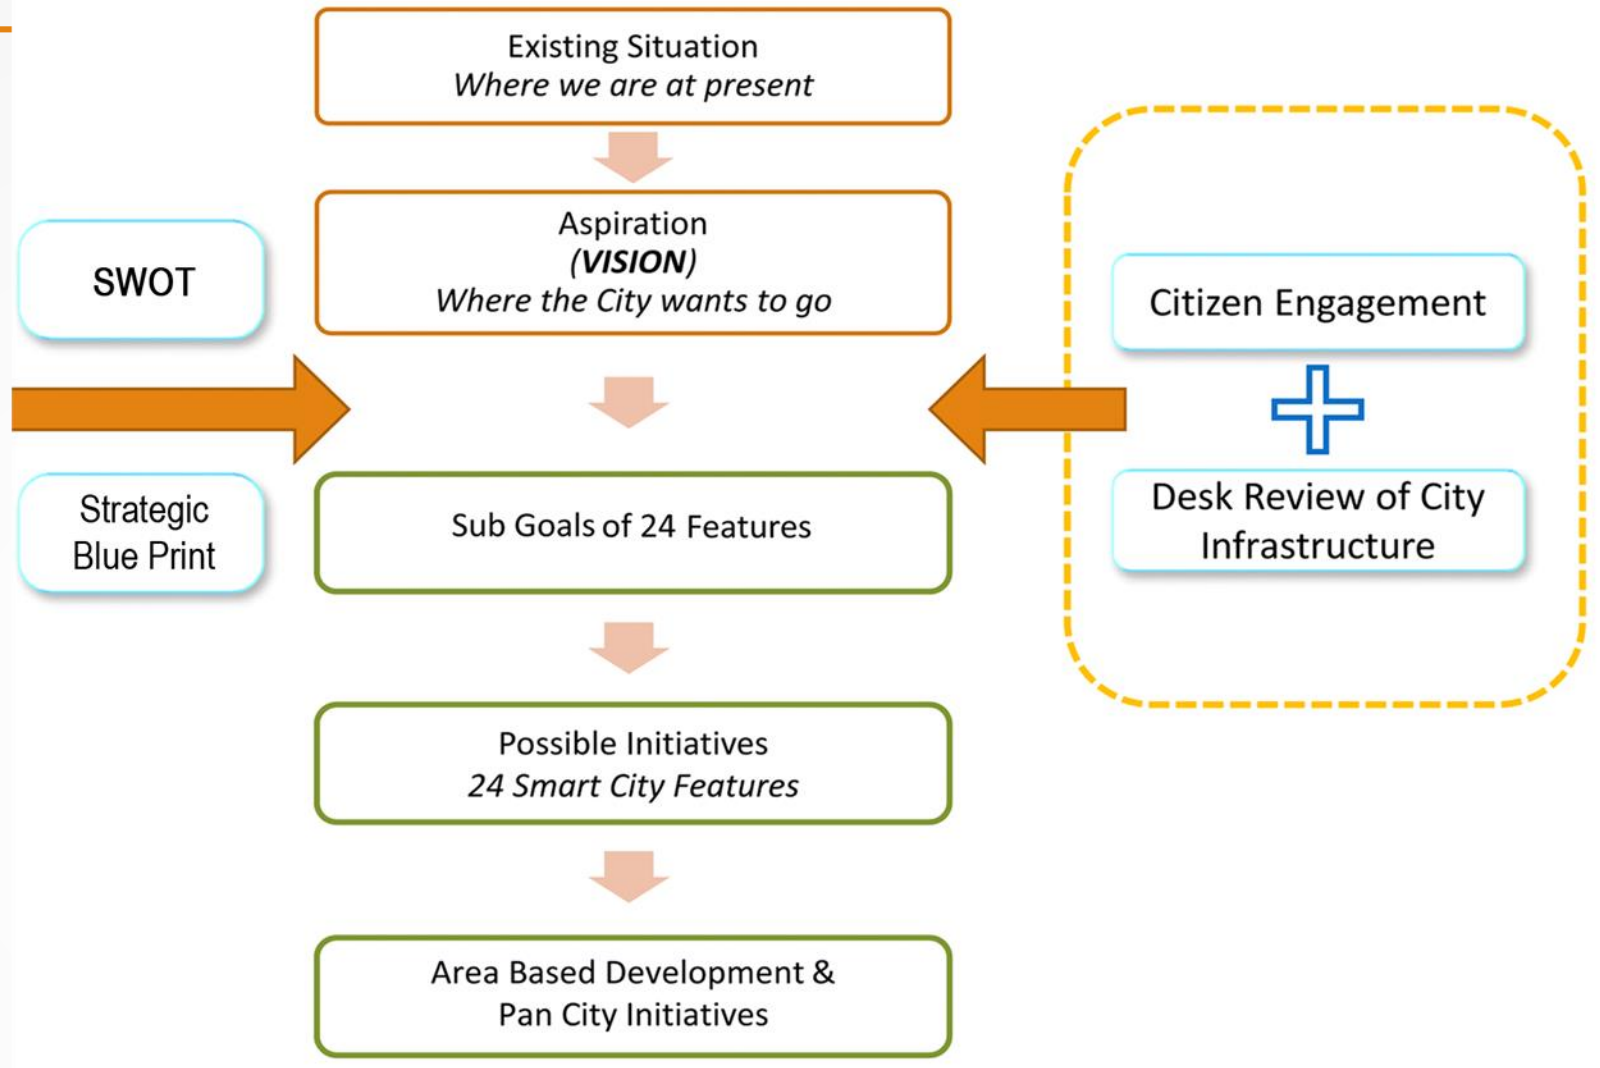 Existing Situation
Where we are at present
Aspiration
(VISION)
Where the City wants to go
SWOT
Strategic
Blue Print
Citizen Engagement
Desk Review of City
Infrastructure
Sub Goals of 24 Features
Possible Initiatives
24 Smart City Features
Area Based Development &
Pan City Initiatives